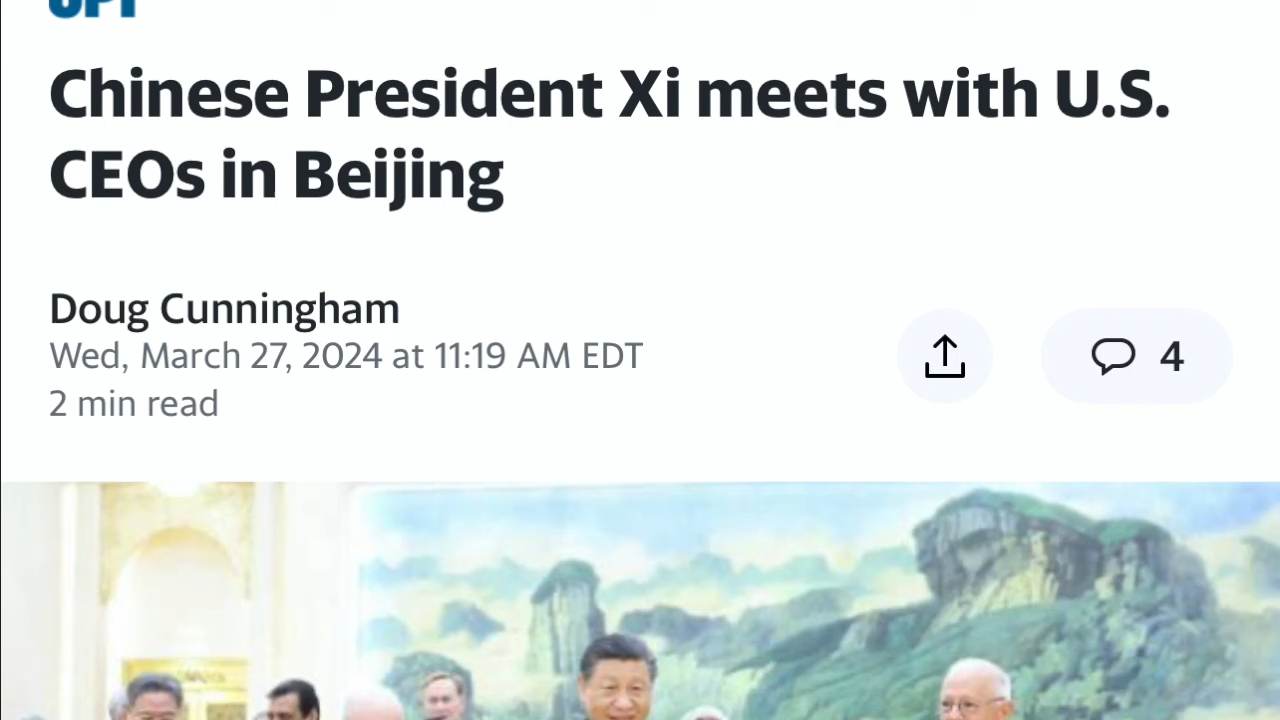 UPI
Chinese President Xi meets with U.S.
CEOs in Beijing
Doug Cunningham
Wed, March 27, 2024 at 11:19 AM EDT
2 min read
4